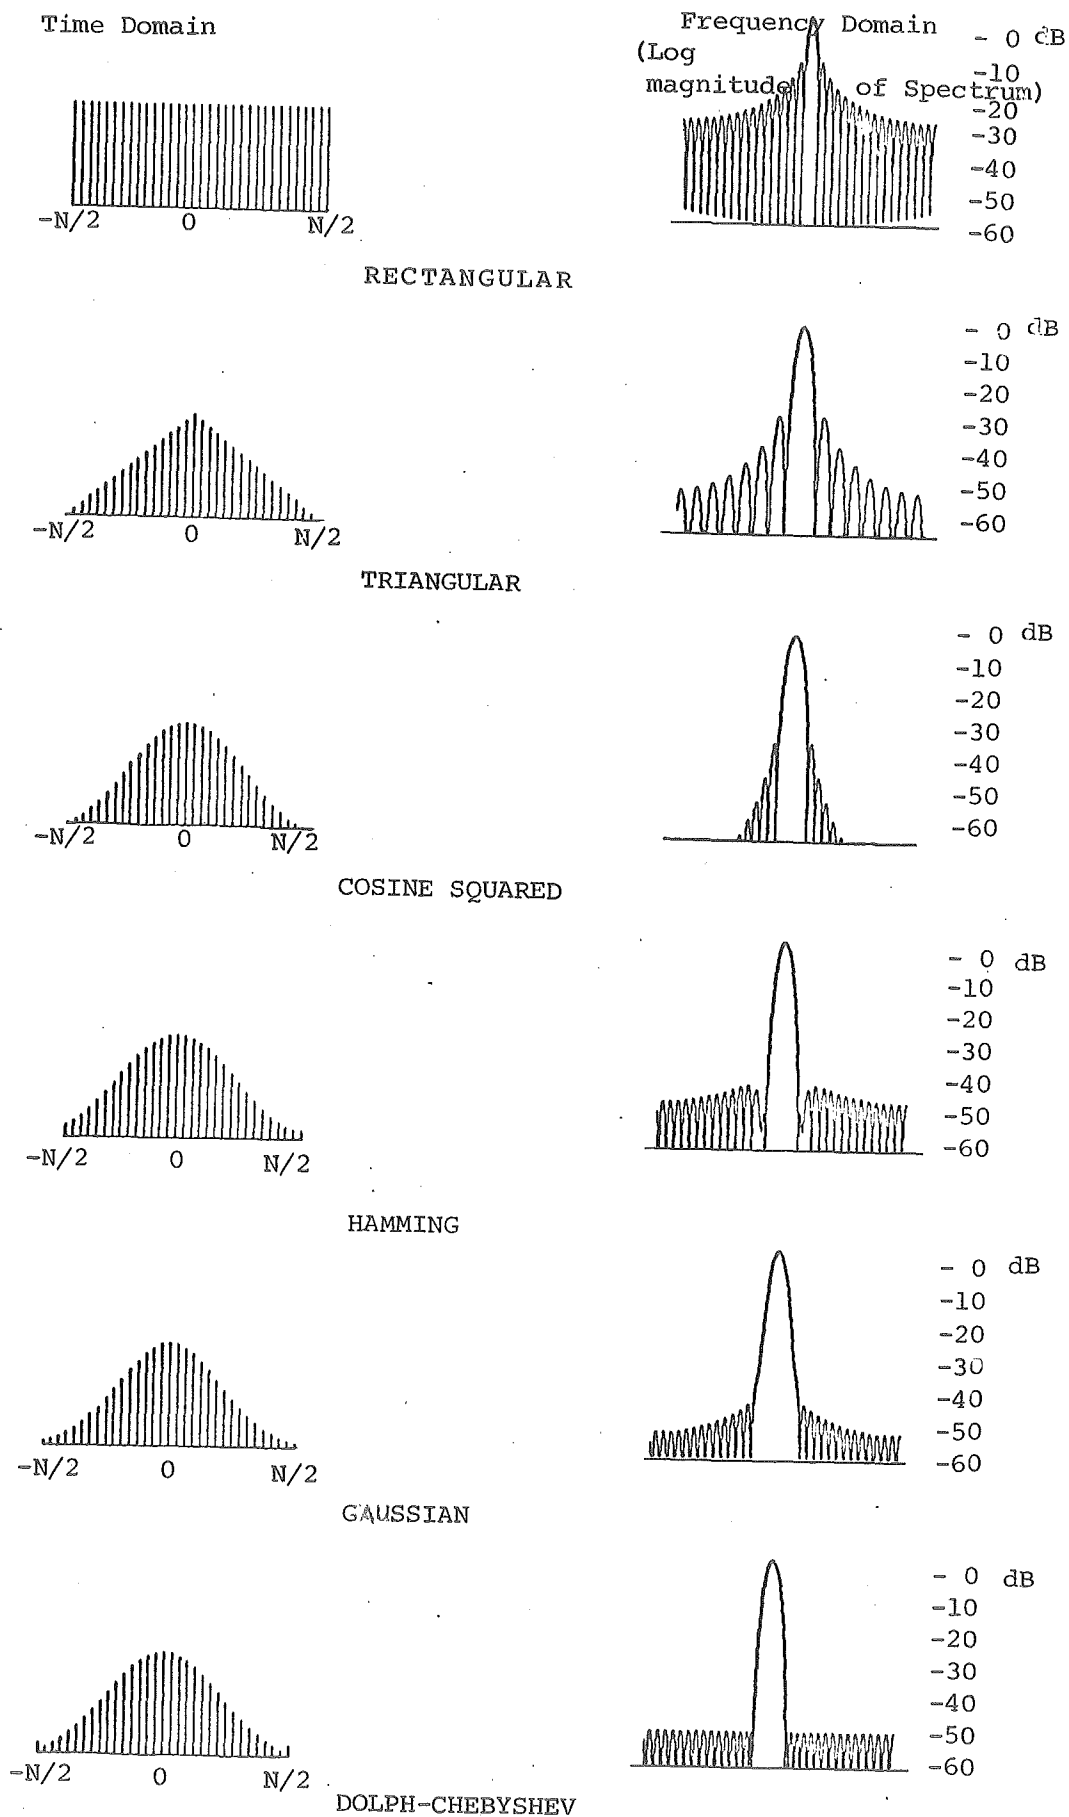 Time Domain
Frequency Domain
(Log
magnitude of Spectrum)
- 0 dB
-10
-20
-30
-40
-50
-60
-N/2 0 N/2
RECTANGULAR
- 0 dB
-10
-20
-30
-40
-50
-60
-N/2 0 N/2
TRIANGULAR
- 0 dB
-10
-20
-30
-40
-50
-60
-N/2 0 N/2
COSINE SQUARED
- 0 dB
-10
-20
-30
-40
-50
-60
-N/2 0 N/2
HAMMING
- 0 dB
-10
-20
-30
-40
-50
-60
-N/2 0 N/2
GAUSSIAN
- 0 dB
-10
-20
-30
-40
-50
-60
-N/2 0 N/2
DOLPH-CHEBYSHEV